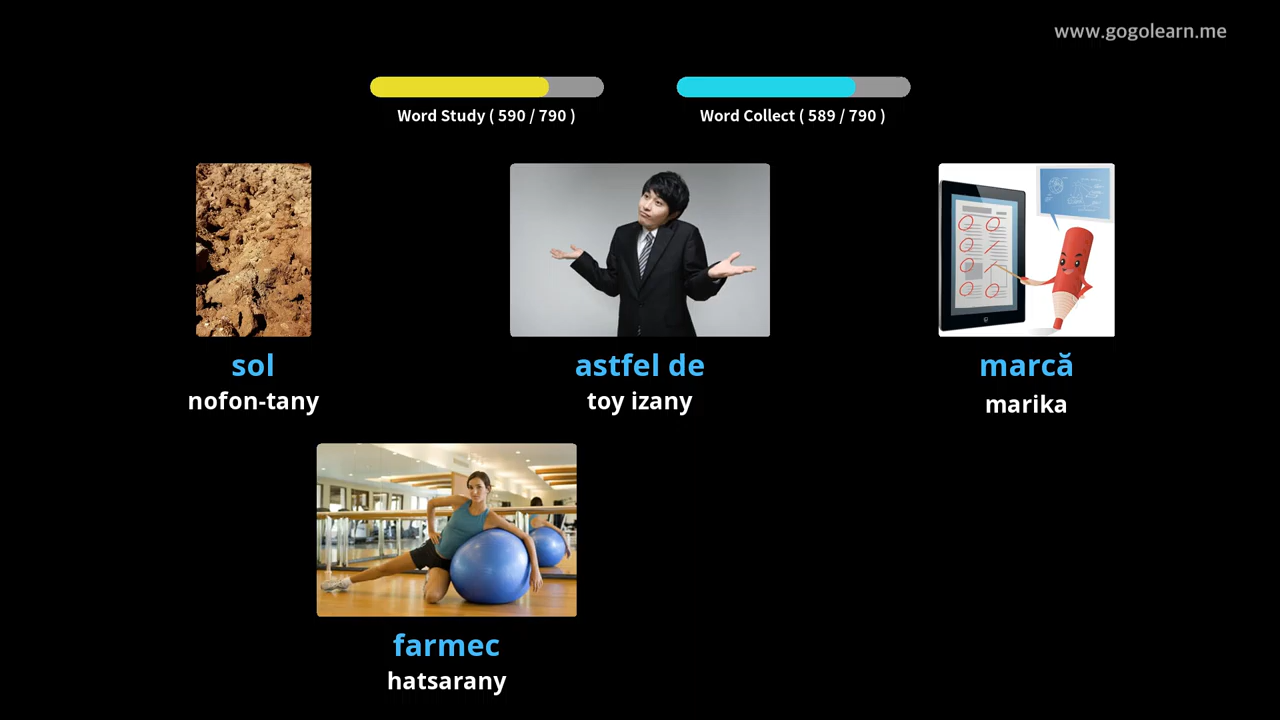 www.gogolearn.me
Word Study ( 590 / 790 )
Word Collect ( 589 / 790 )
sol
nofon-tany
astfel de
toy izany
marcă
marika
farmec
hatsarany